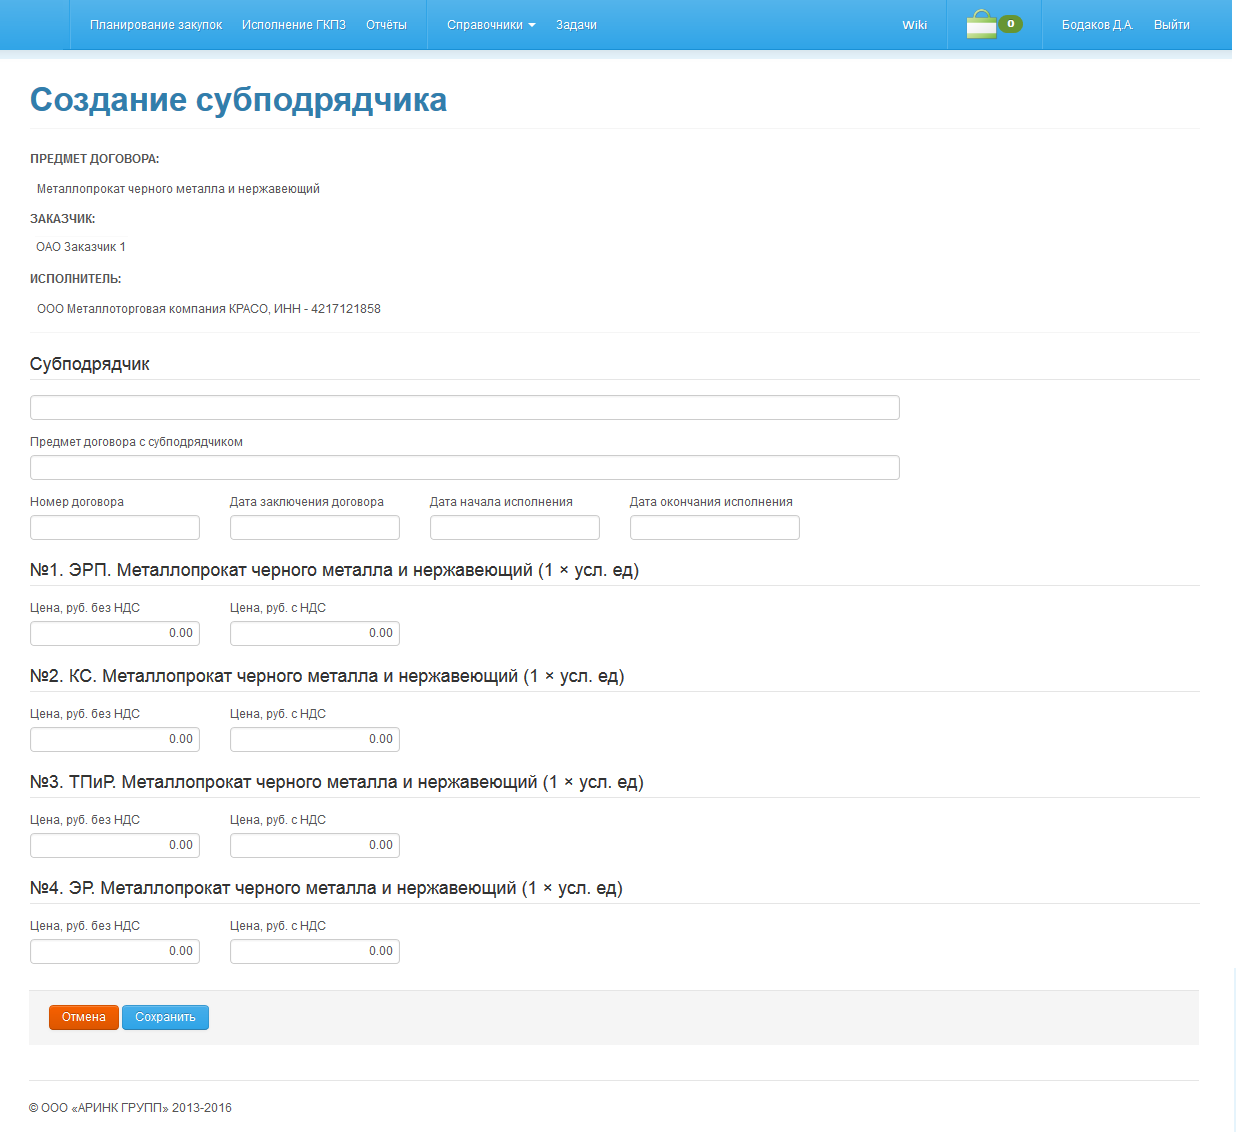 Планирование закупок Исполнение ГКПЗ Отчёты Справочники Задачи Wiki 0 Бодаков Д.А. Выйти
Создание субподрядчика
ПРЕДМЕТ ДОГОВОРА:
Металлопрокат черного металла и нержавеющий
ЗАКАЗЧИК:
ОАО Заказчик 1
ИСПОЛНИТЕЛЬ:
ООО Металлоторговая компания КРАСО, ИНН - 4217121858
Субподрядчик
Предмет договора с субподрядчиком
Номер договора Дата заключения договора Дата начала исполнения Дата окончания исполнения
№1. ЭРП. Металлопрокат черного металла и нержавеющий (1 × усл. ед)
Цена, руб. без НДС Цена, руб. с НДС
0.00 0.00
№2. КС. Металлопрокат черного металла и нержавеющий (1 × усл. ед)
Цена, руб. без НДС Цена, руб. с НДС
0.00 0.00
№3. ТПиР. Металлопрокат черного металла и нержавеющий (1 × усл. ед)
Цена, руб. без НДС Цена, руб. с НДС
0.00 0.00
№4. ЭР. Металлопрокат черного металла и нержавеющий (1 × усл. ед)
Цена, руб. без НДС Цена, руб. с НДС
0.00 0.00
Отмена Сохранить
© ООО «АРИНК ГРУПП» 2013-2016